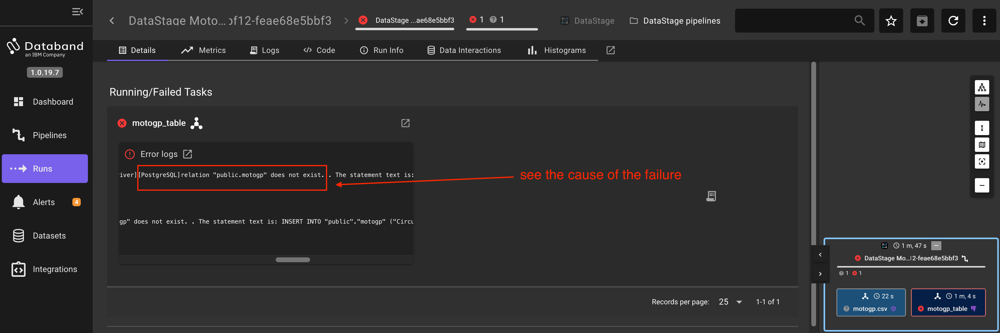 DataStage Moto... of12-feae68e5bbf3
DataStage ...ae68e5bbf3
1 1
DataStage
DataStage pipelines
Databand
an IBM Company
1.0.19.7
Dashboard
Pipelines
Runs
Alerts 4
Datasets
Integrations
Details
Metrics
Logs
Code
Run Info
Data Interactions
Histograms
Running/Failed Tasks
motogp_table
Error logs
iver][PostgreSQL]relation "public.motogp" does not exist. . The statement text is:
see the cause of the failure
gp" does not exist. . The statement text is: INSERT INTO "public"."motogp" ("Circu
Records per page: 25 1-1 of 1
1 m, 47 s
DataStage Mo...12-feae68e5bbf3
1 1
22 s
motogp.csv
1 m, 4 s
motogp_table